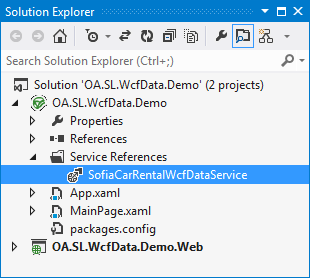 Solution Explorer
Search Solution Explorer (Ctrl+;)
Solution 'OA.SL.WcfData.Demo' (2 projects)
OA.SL.WcfData.Demo
Properties
References
Service References
SofiaCarRentalWcfDataService
App.xaml
MainPage.xaml
packages.config
OA.SL.WcfData.Demo.Web